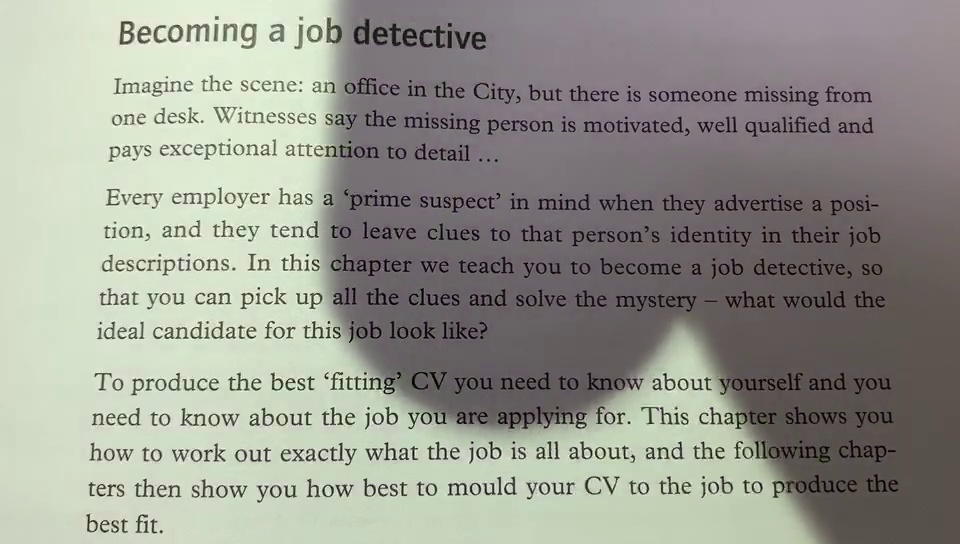 Becoming a job detective
Imagine the scene: an office in the City, but there is someone missing from
one desk. Witnesses say the missing person is motivated, well qualified and
pays exceptional attention to detail …
Every employer has a ‘prime suspect’ in mind when they advertise a posi-
tion, and they tend to leave clues to that person’s identity in their job
descriptions. In this chapter we teach you to become a job detective, so
that you can pick up all the clues and solve the mystery – what would the
ideal candidate for this job look like?
To produce the best ‘fitting’ CV you need to know about yourself and you
need to know about the job you are applying for. This chapter shows you
how to work out exactly what the job is all about, and the following chap-
ters then show you how best to mould your CV to the job to produce the
best fit.